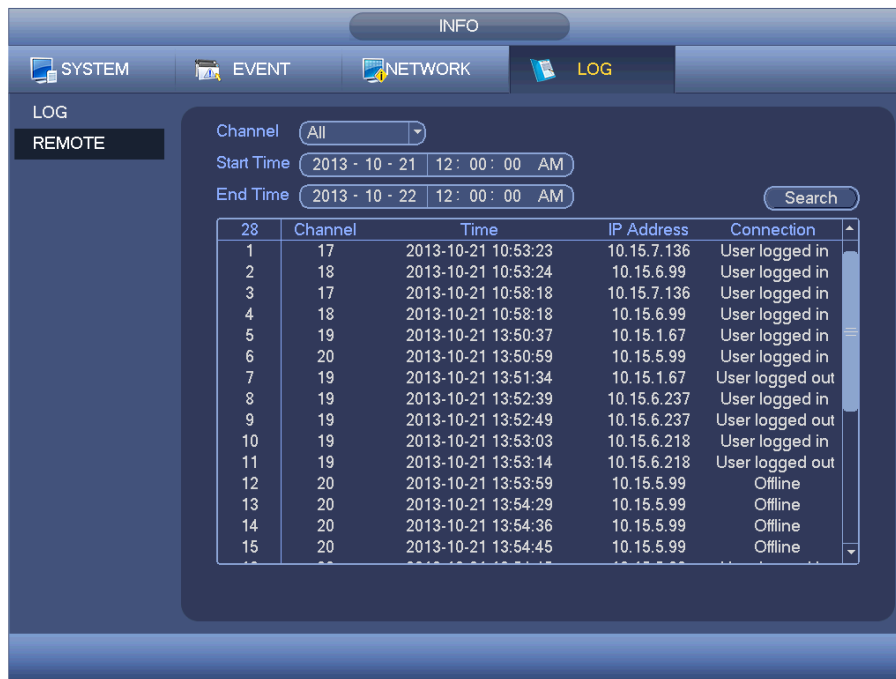 INFO
SYSTEM EVENT NETWORK LOG
LOG
REMOTE
Channel All
Start Time 2013 - 10 - 21 12 : 00 : 00 AM
End Time 2013 - 10 - 22 12 : 00 : 00 AM
Search
28 Channel Time IP Address Connection
1 17 2013-10-21 10:53:23 10.15.7.136 User logged in
2 18 2013-10-21 10:53:24 10.15.6.99 User logged in
3 17 2013-10-21 10:58:18 10.15.7.136 User logged in
4 18 2013-10-21 10:58:18 10.15.6.99 User logged in
5 19 2013-10-21 13:50:37 10.15.1.67 User logged in
6 20 2013-10-21 13:50:59 10.15.5.99 User logged in
7 19 2013-10-21 13:51:34 10.15.1.67 User logged out
8 19 2013-10-21 13:52:39 10.15.6.237 User logged in
9 19 2013-10-21 13:52:49 10.15.6.237 User logged out
10 19 2013-10-21 13:53:03 10.15.6.218 User logged in
11 19 2013-10-21 13:53:14 10.15.6.218 User logged out
12 20 2013-10-21 13:53:59 10.15.5.99 Offline
13 20 2013-10-21 13:54:29 10.15.5.99 Offline
14 20 2013-10-21 13:54:36 10.15.5.99 Offline
15 20 2013-10-21 13:54:45 10.15.5.99 Offline